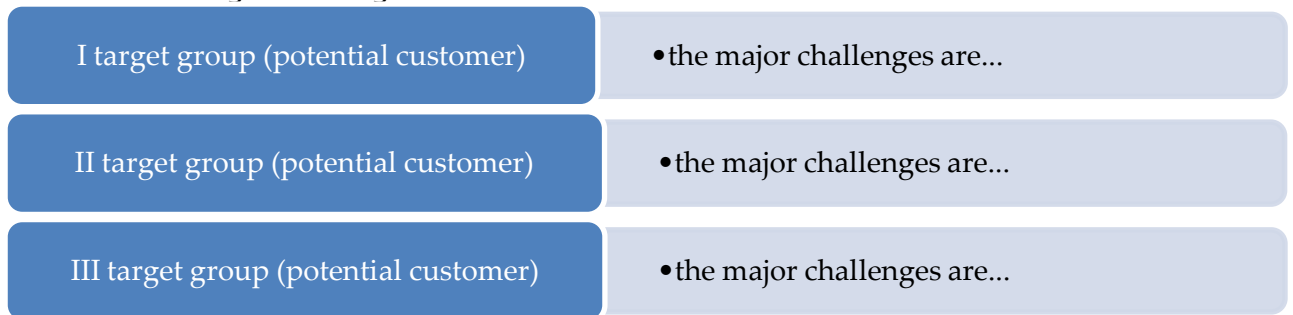 I target group (potential customer)
•the major challenges are...
II target group (potential customer)
•the major challenges are...
III target group (potential customer)
•the major challenges are...